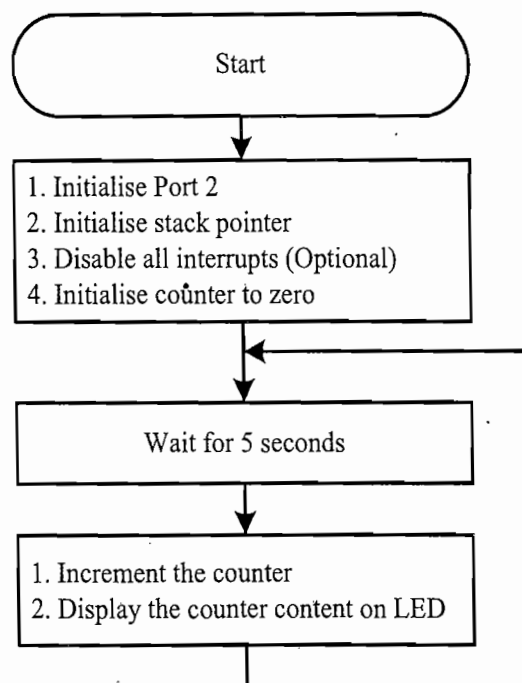 Start
1. Initialise Port 2
2. Initialise stack pointer
3. Disable all interrupts (Optional)
4. Initialise counter to zero
Wait for 5 seconds
1. Increment the counter
2. Display the counter content on LED